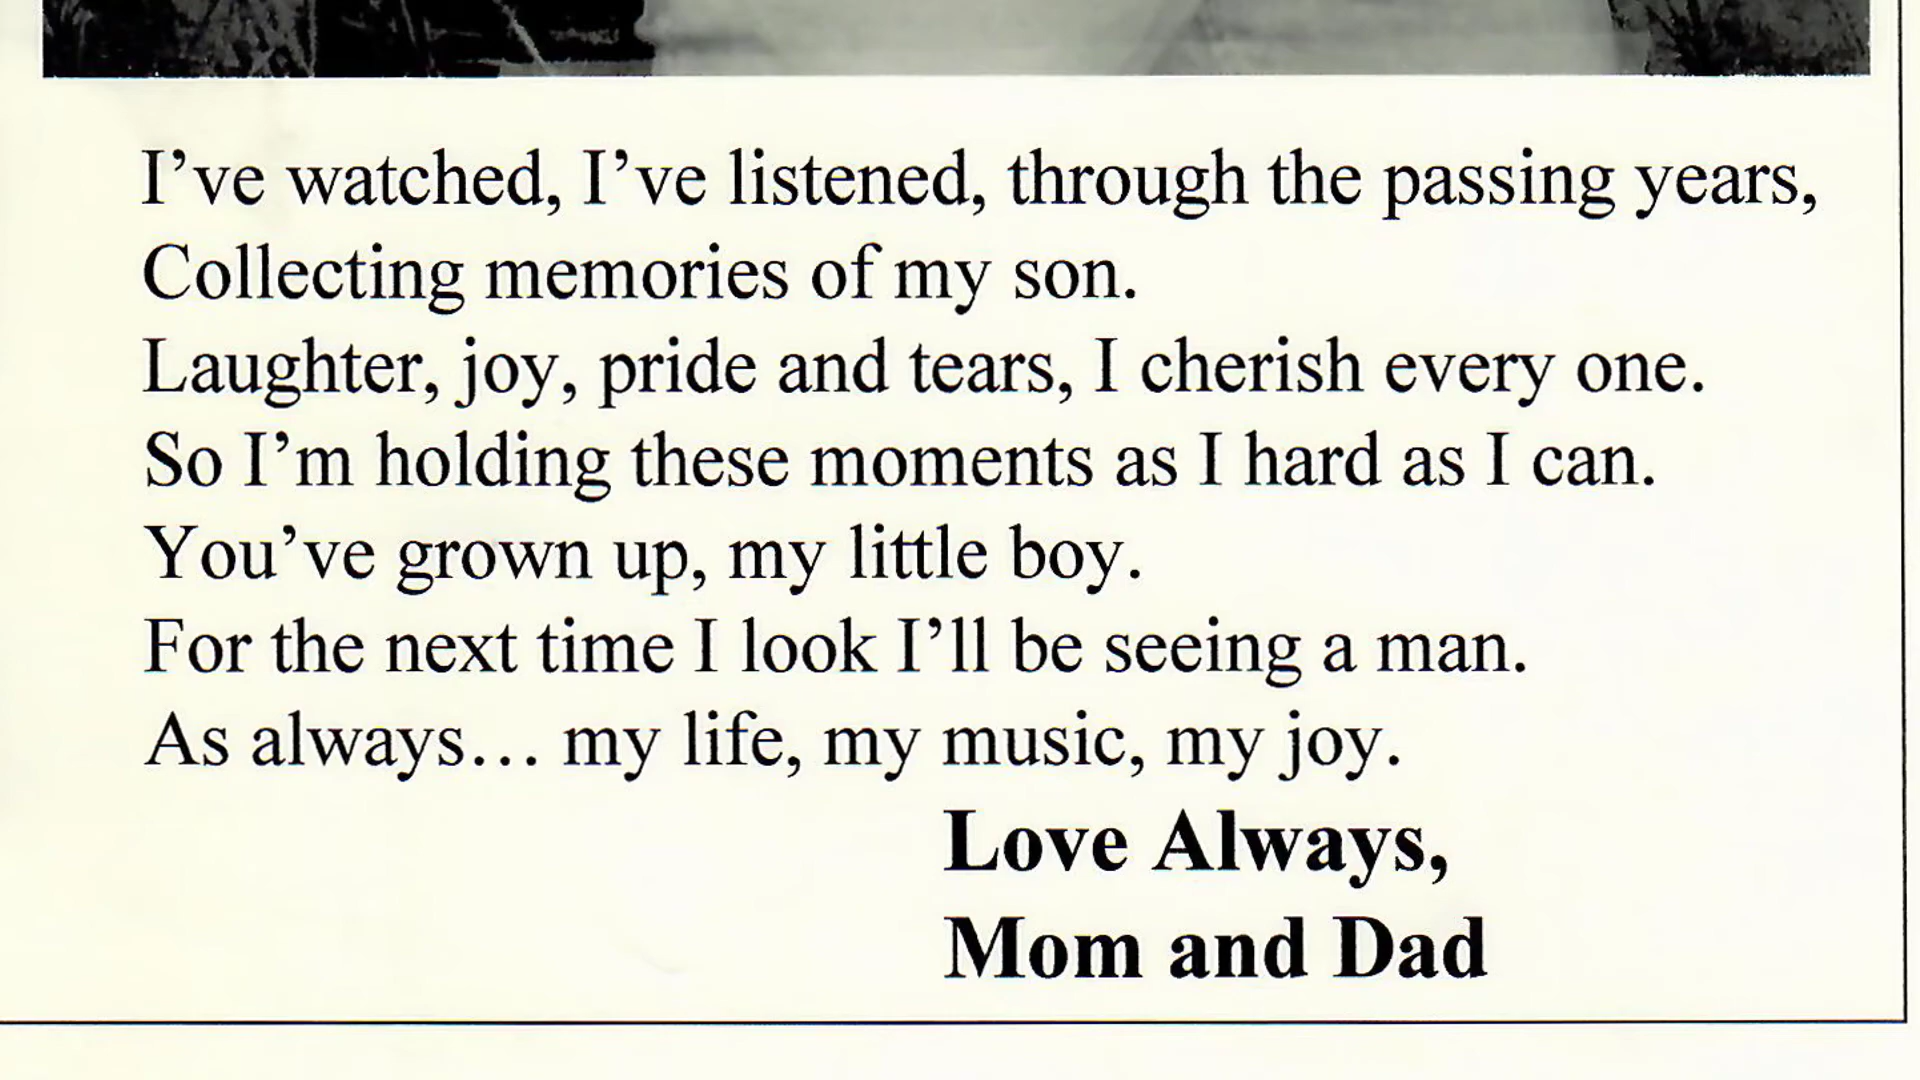 I’ve watched, I’ve listened, through the passing years,
Collecting memories of my son.
Laughter, joy, pride and tears, I cherish every one.
So I’m holding these moments as I hard as I can.
You’ve grown up, my little boy.
For the next time I look I’ll be seeing a man.
As always… my life, my music, my joy.
Love Always,
Mom and Dad